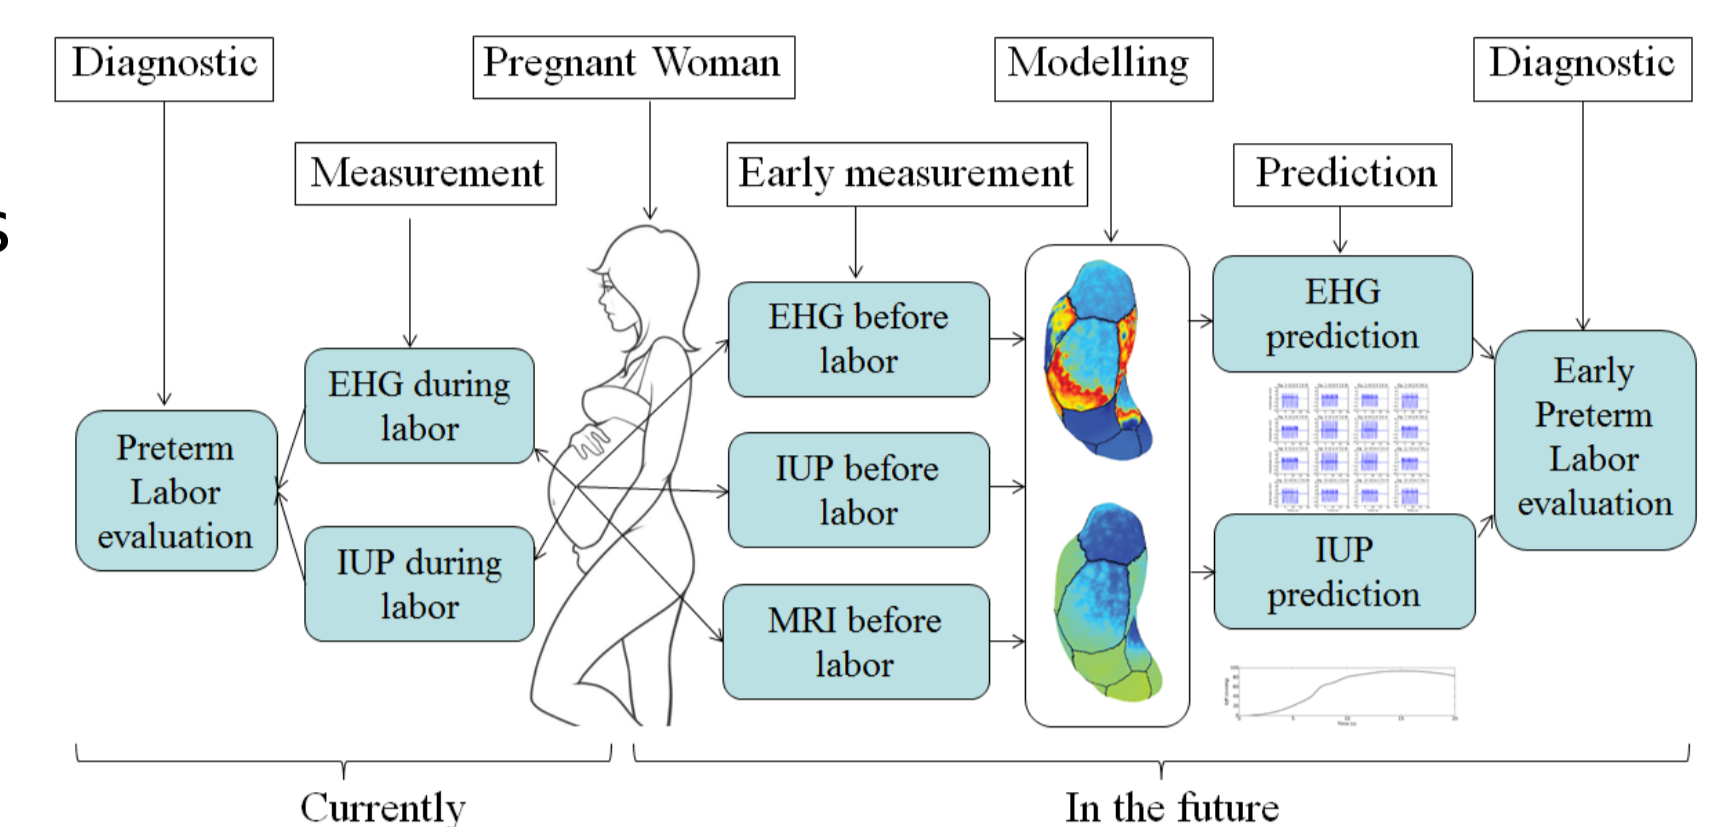 Diagnostic
Pregnant Woman
Modelling
Diagnostic
Measurement
Early measurement
Prediction
s
EHG before
labor
EHG
prediction
EHG during
labor
Early
Preterm
Labor
evaluation
Preterm
Labor
evaluation
IUP before
labor
IUP during
labor
IUP
prediction
MRI before
labor
Currently
In the future